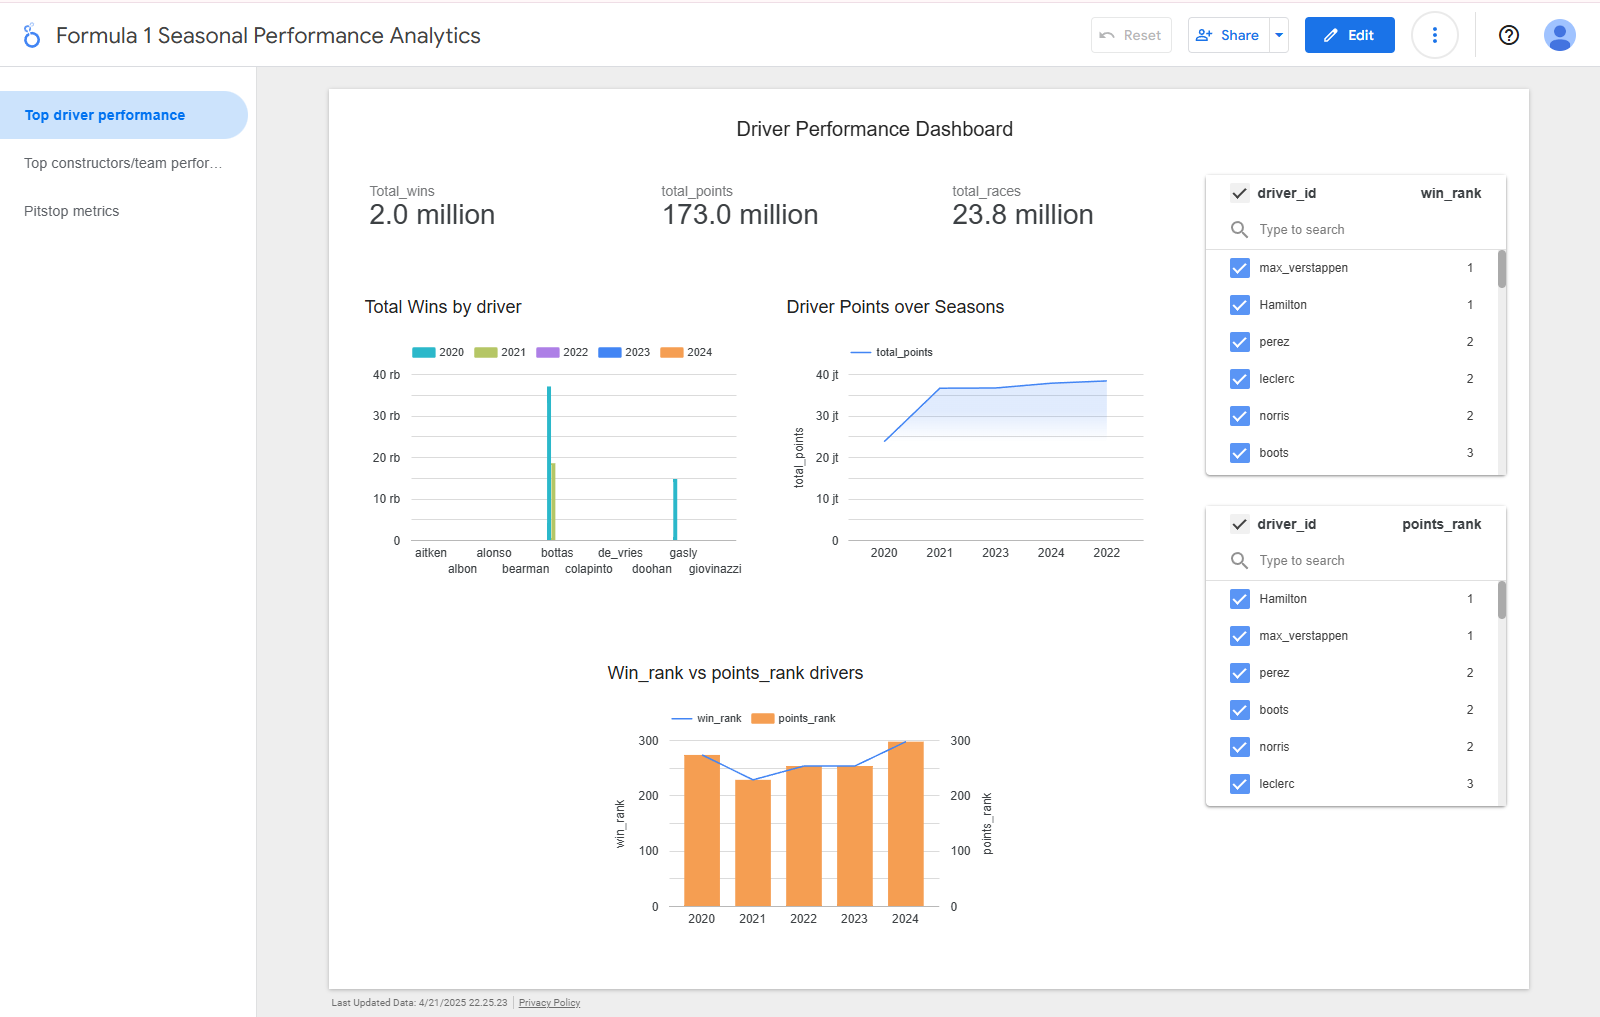 Formula 1 Seasonal Performance Analytics
Reset
Share
Edit
Top driver performance
Top constructors/team perfor...
Pitstop metrics
Driver Performance Dashboard
Total_wins
2.0 million
total_points
173.0 million
total_races
23.8 million
driver_id win_rank
Type to search
max_verstappen 1
Hamilton 1
perez 2
leclerc 2
norris 2
boots 3
Total Wins by driver
2020 2021 2022 2023 2024
40 rb
30 rb
20 rb
10 rb
0
aitken alonso bottas de_vries gasly
albon bearman colapinto doohan giovinazzi
Driver Points over Seasons
total_points
total_points
40 jt
30 jt
20 jt
10 jt
0
2020 2021 2023 2024 2022
driver_id points_rank
Type to search
Hamilton 1
max_verstappen 1
perez 2
boots 2
norris 2
leclerc 3
Win_rank vs points_rank drivers
win_rank points_rank
win_rank
300 300
200 200
100 100
0 0
points_rank
2020 2021 2022 2023 2024
Last Updated Data: 4/21/2025 22.25.23 Privacy Policy